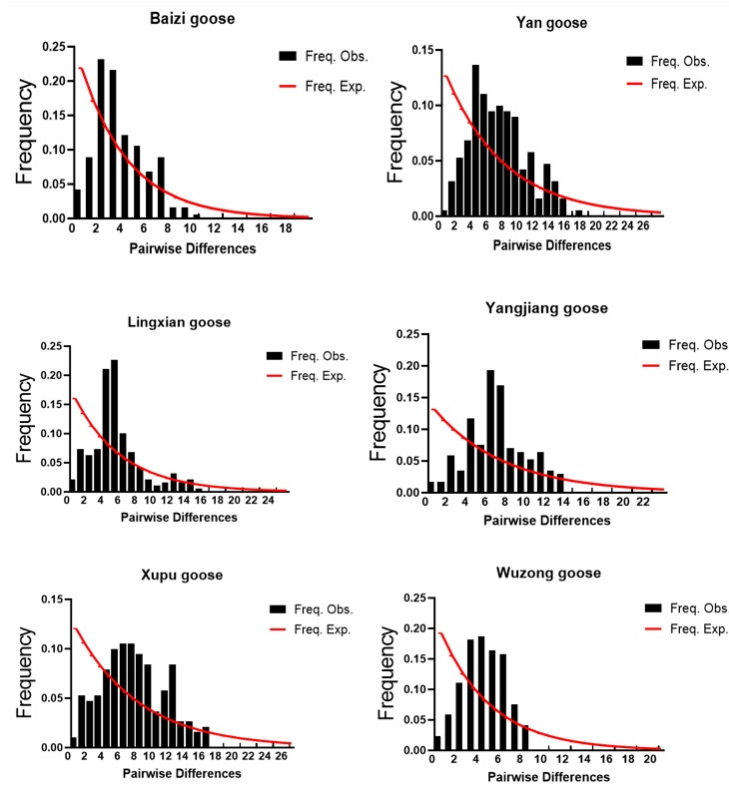 Baizi goose
Frequency
0.25
0.20
0.15
0.10
0.05
0.00
0 2 4 6 8 10 12 14 16 18
Pairwise Differences
Freq. Obs.
Freq. Exp.
Yan goose
Frequency
0.15
0.10
0.05
0.00
0 2 4 6 8 10 12 14 16 18 20 22 24 26
Pairwise Differences
Freq. Obs.
Freq. Exp.
Lingxian goose
Frequency
0.25
0.20
0.15
0.10
0.05
0.00
0 2 4 6 8 10 12 14 16 18 20 22 24
Pairwise Differences
Freq. Obs.
Freq. Exp.
Yangjiang goose
Frequency
0.25
0.20
0.15
0.10
0.05
0.00
0 2 4 6 8 10 12 14 16 18 20 22
Pairwise Differences
Freq. Obs
Freq. Exp.
Xupu goose
Frequency
0.15
0.10
0.05
0.00
0 2 4 6 8 10 12 14 16 18 20 22 24 26
Pairwise Differences
Freq. Obs.
Freq. Exp.
Wuzong goose
Frequency
0.25
0.20
0.15
0.10
0.05
0.00
0 2 4 6 8 10 12 14 16 18 20
Pairwise Differences
Freq. Obs
Freq. Exp.